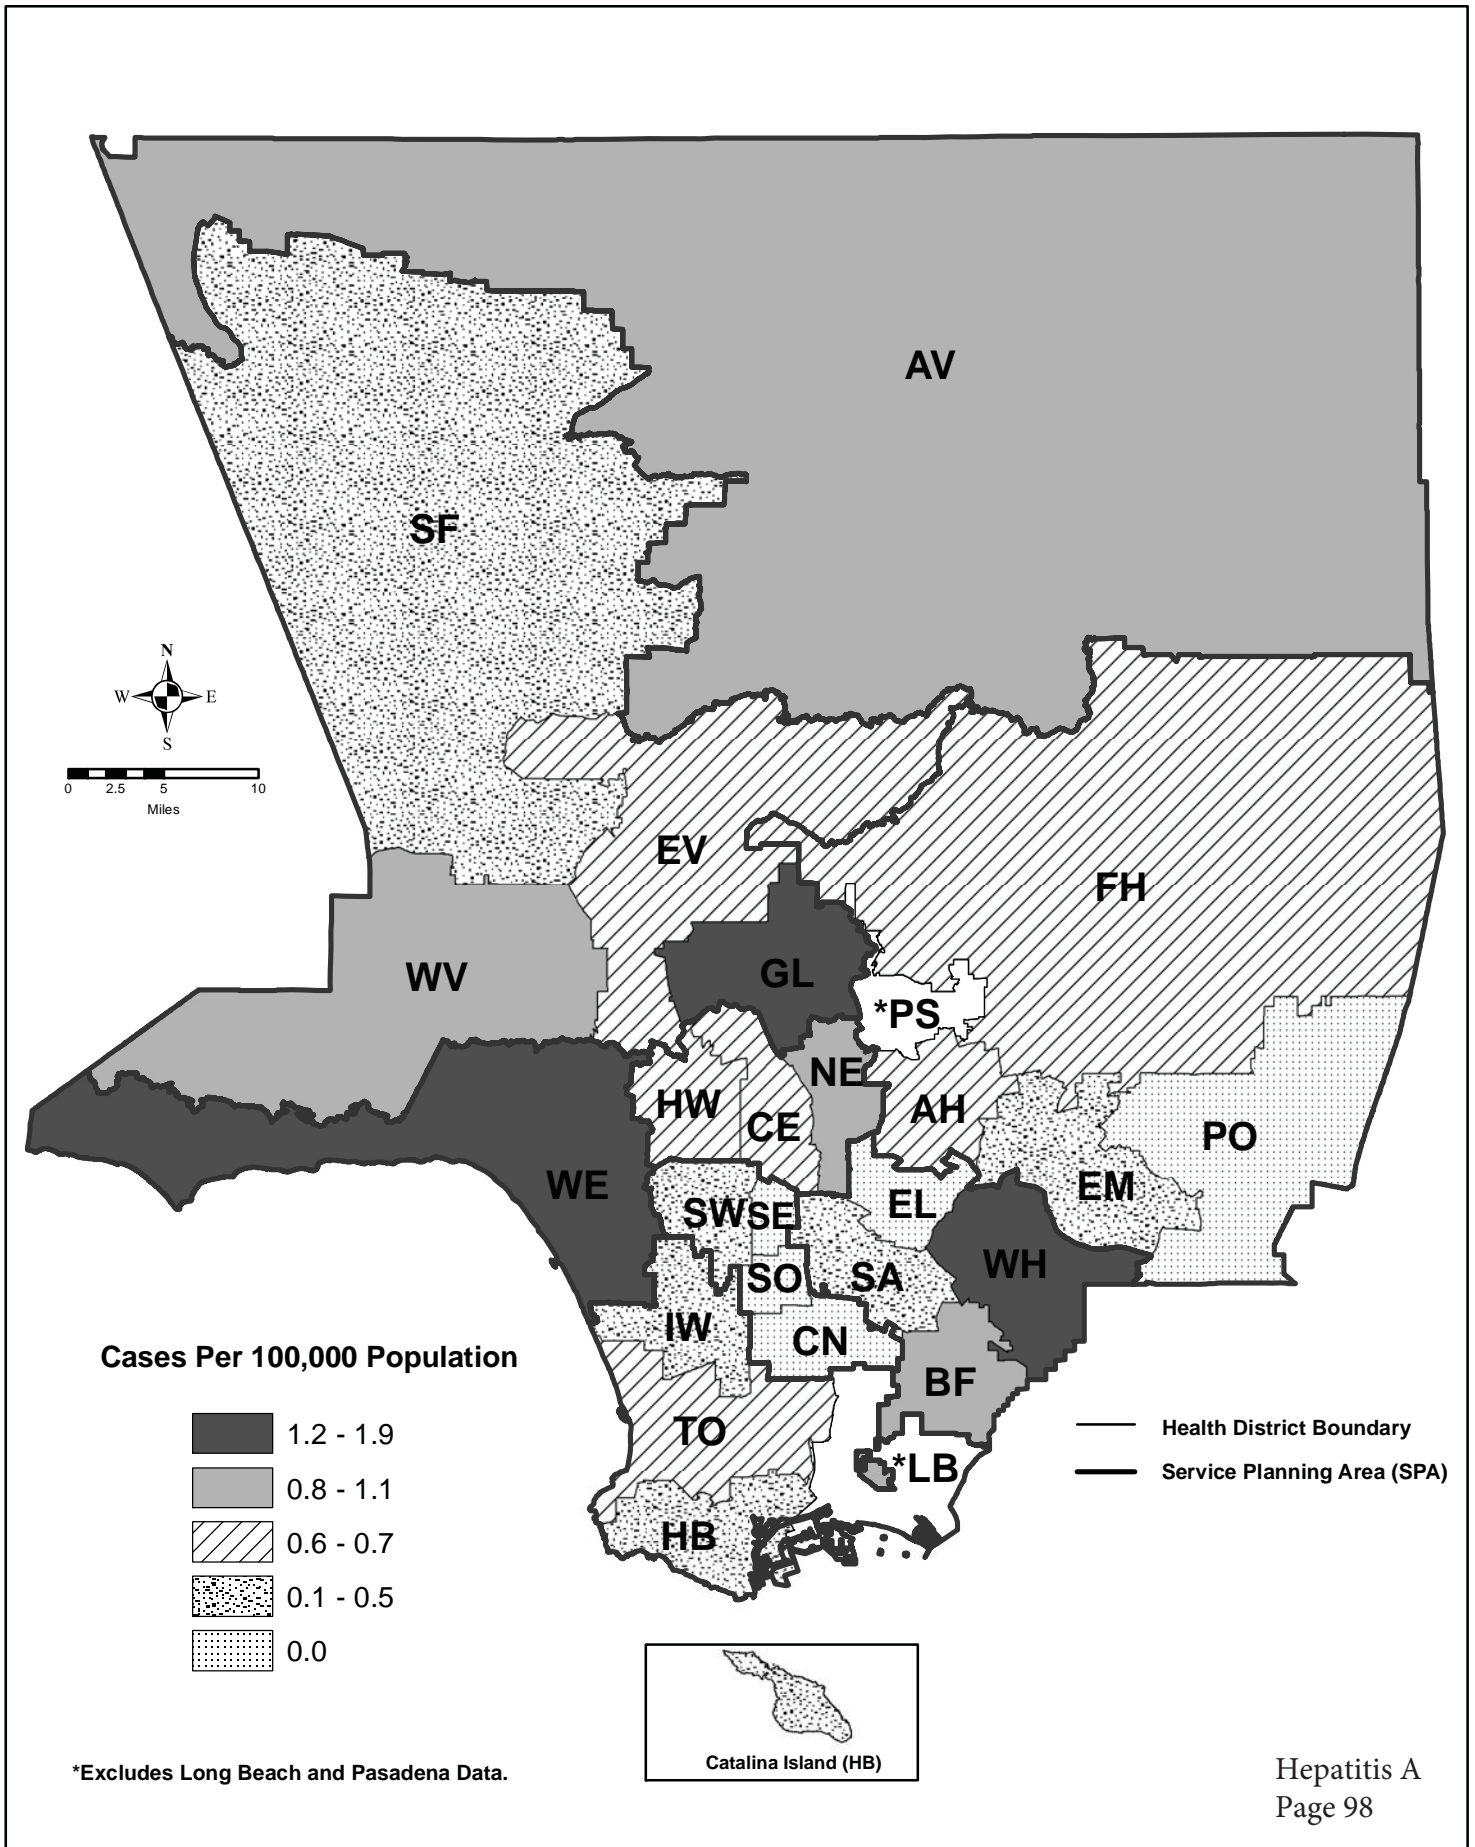 AV
SF
N
W E
S
0 2.5 5 10
Miles
EV
FH
WV
GL
*PS
NE
HW
AH
CE
PO
WE
EM
SW
SE
EL
WH
SO
SA
IW
CN
BF
TO
*LB
HB
Cases Per 100,000 Population
1.2 - 1.9
0.8 - 1.1
0.6 - 0.7
0.1 - 0.5
0.0
Health District Boundary
Service Planning Area (SPA)
Catalina Island (HB)
*Excludes Long Beach and Pasadena Data.
Hepatitis A
Page 98